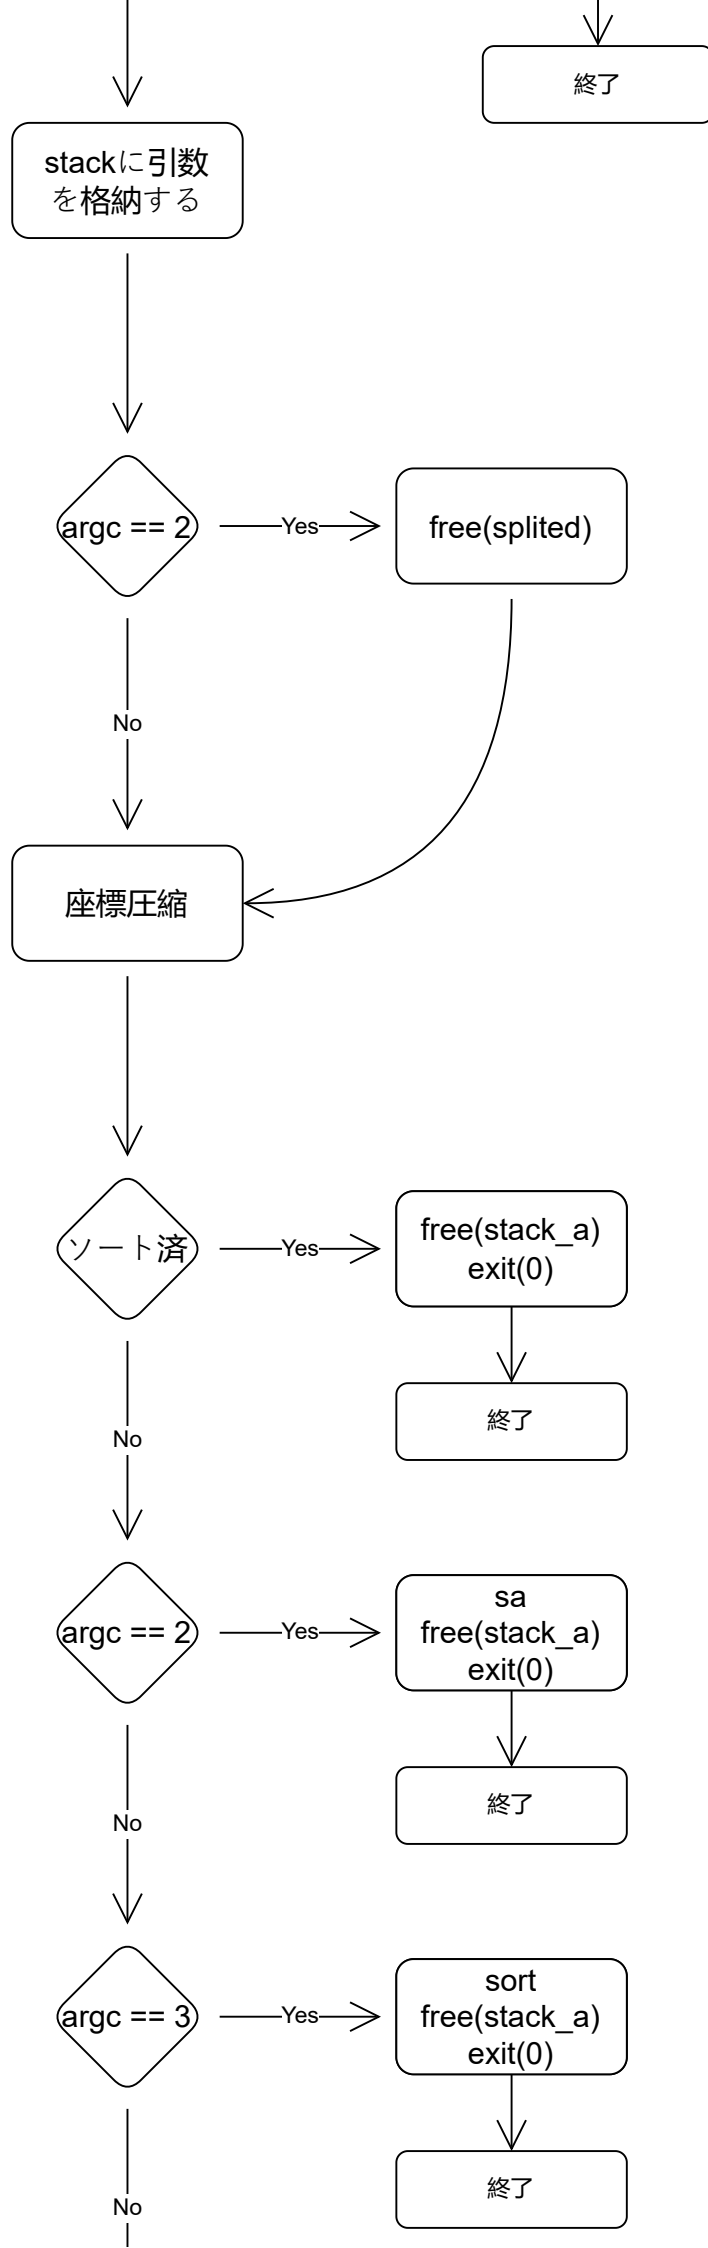 終了
stackに引数
を格納する
argc == 2
Yes
free(splited)
No
座標圧縮
ソート済
Yes
free(stack_a)
exit(0)
終了
No
argc == 2
Yes
sa
free(stack_a)
exit(0)
終了
No
argc == 3
Yes
sort
free(stack_a)
exit(0)
終了
No